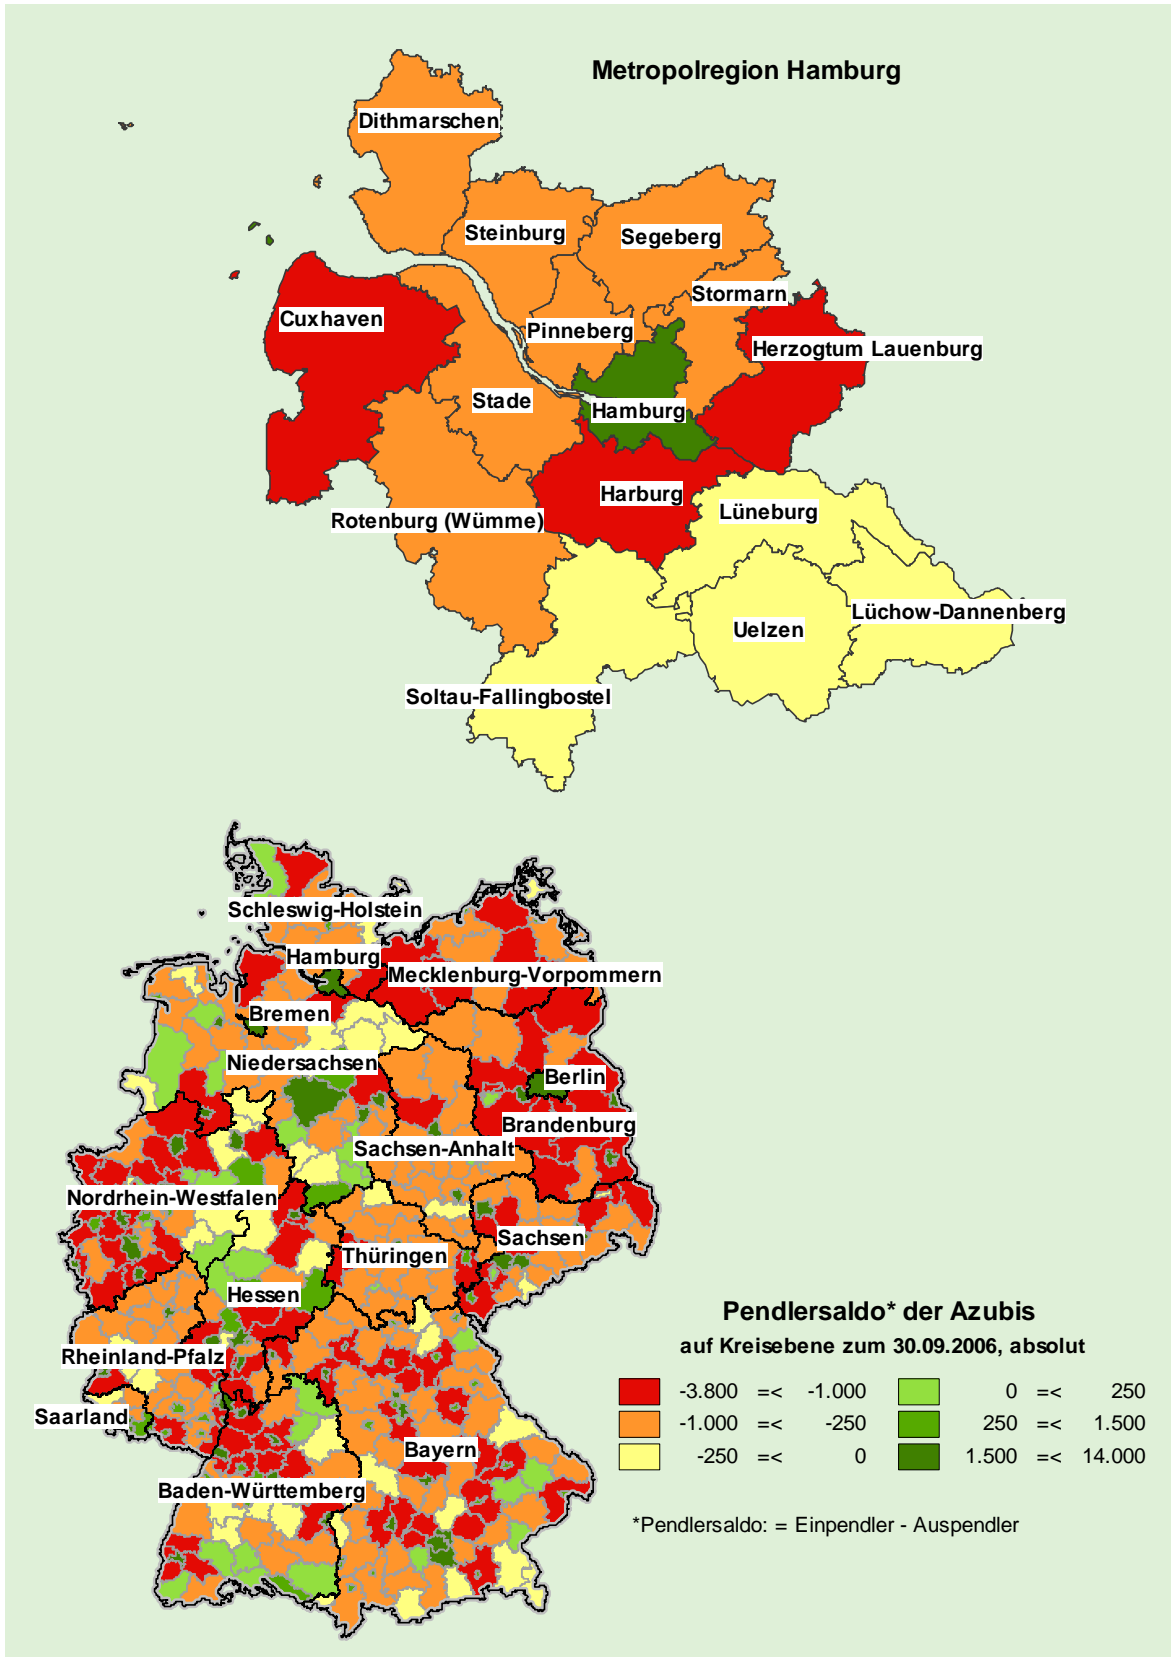 Metropolregion Hamburg
Dithmarschen
Steinburg
Segeberg
Stormarn
Cuxhaven
Pinneberg
Herzogtum Lauenburg
Stade
Hamburg
Harburg
Lüneburg
Rotenburg (Wümme)
Lüchow-Dannenberg
Uelzen
Soltau-Fallingbostel
Schleswig-Holstein
Hamburg
Mecklenburg-Vorpommern
Bremen
Niedersachsen
Berlin
Brandenburg
Sachsen-Anhalt
Nordrhein-Westfalen
Sachsen
Thüringen
Hessen
Rheinland-Pfalz
Saarland
Bayern
Baden-Württemberg
Pendlersaldo* der Azubis
auf Kreisebene zum 30.09.2006, absolut
-3.800 =< -1.000 0 =< 250
-1.000 =< -250 250 =< 1.500
-250 =< 0 1.500 =< 14.000
*Pendlersaldo: = Einpendler - Auspendler